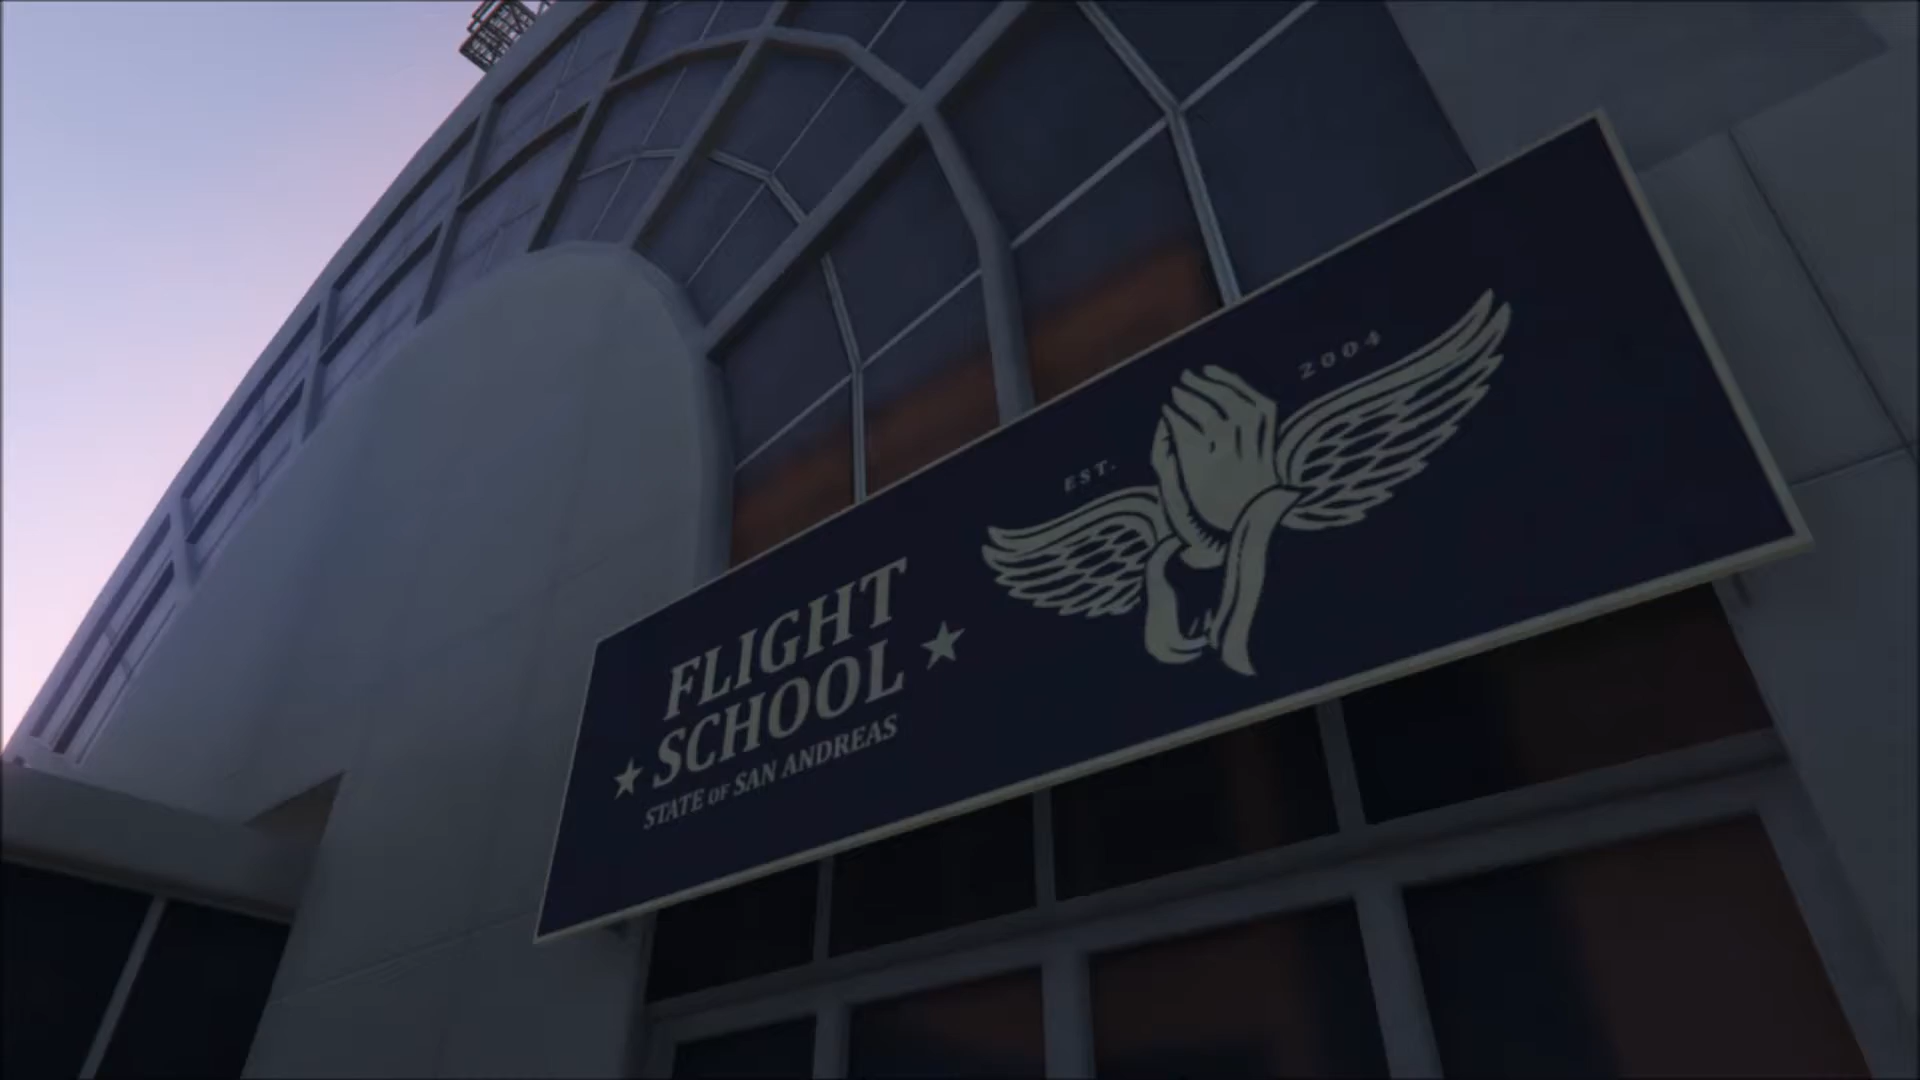 FLIGHT
SCHOOL
STATE OF SAN ANDREAS
EST. 2004